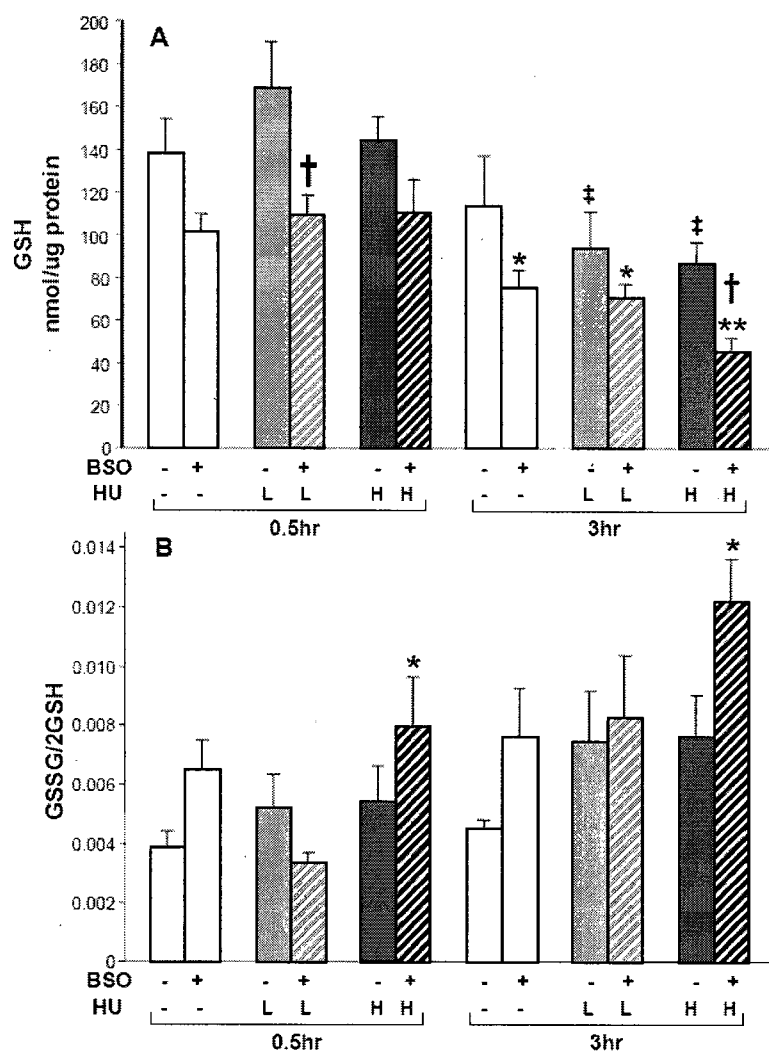 A
200
180
160
140
120
100
80
60
40
20
0
GSH
nmol/ug protein
†
*
‡
*
‡
†
**
BSO - + - + - + - + - + - +
HU - - L L H H - - L L H H
0.5hr 3hr
B
0.014
0.012
0.010
0.008
0.006
0.004
0.002
0
GSSG/2GSH
*
*
BSO - + - + - + - + - + - +
HU - - L L H H - - L L H H
0.5hr 3hr